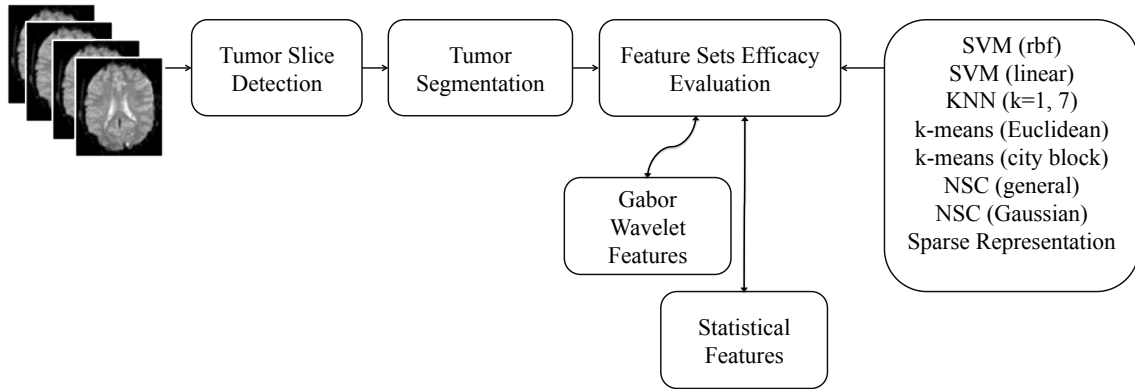 Tumor Slice
Detection
Tumor
Segmentation
Feature Sets Efficacy
Evaluation
SVM (rbf)
SVM (linear)
KNN (k=1, 7)
k-means (Euclidean)
k-means (city block)
NSC (general)
NSC (Gaussian)
Sparse Representation
Gabor
Wavelet
Features
Statistical
Features